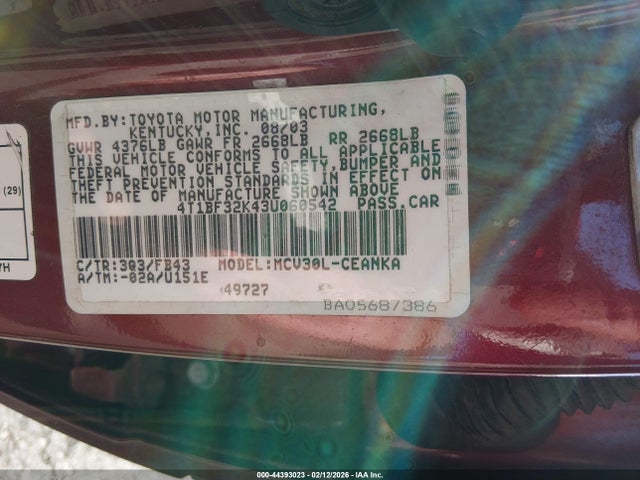 MFD.BY:TOYOTA MOTOR MANUFACTURING,
KENTUCKY,INC. 08/03
GVWR 4376LB GAWR FR 2668LB RR 2668LB
THIS VEHICLE CONFORMS TO ALL APPLICABLE
FEDERAL MOTOR VEHICLE SAFETY, BUMPER AND
THEFT PREVENTION STANDARDS IN EFFECT ON
THE DATE OF MANUFACTURE SHOWN ABOVE
4T1BF32K43U060542 PASS.CAR
C/TR:3Q3/FB43 MODEL:MCV30L-CEANKA
A/TM:-02A/U151E
49727
BA05687386
(29)
7H
000-44393023 - 02/12/2026 - IAA Inc.